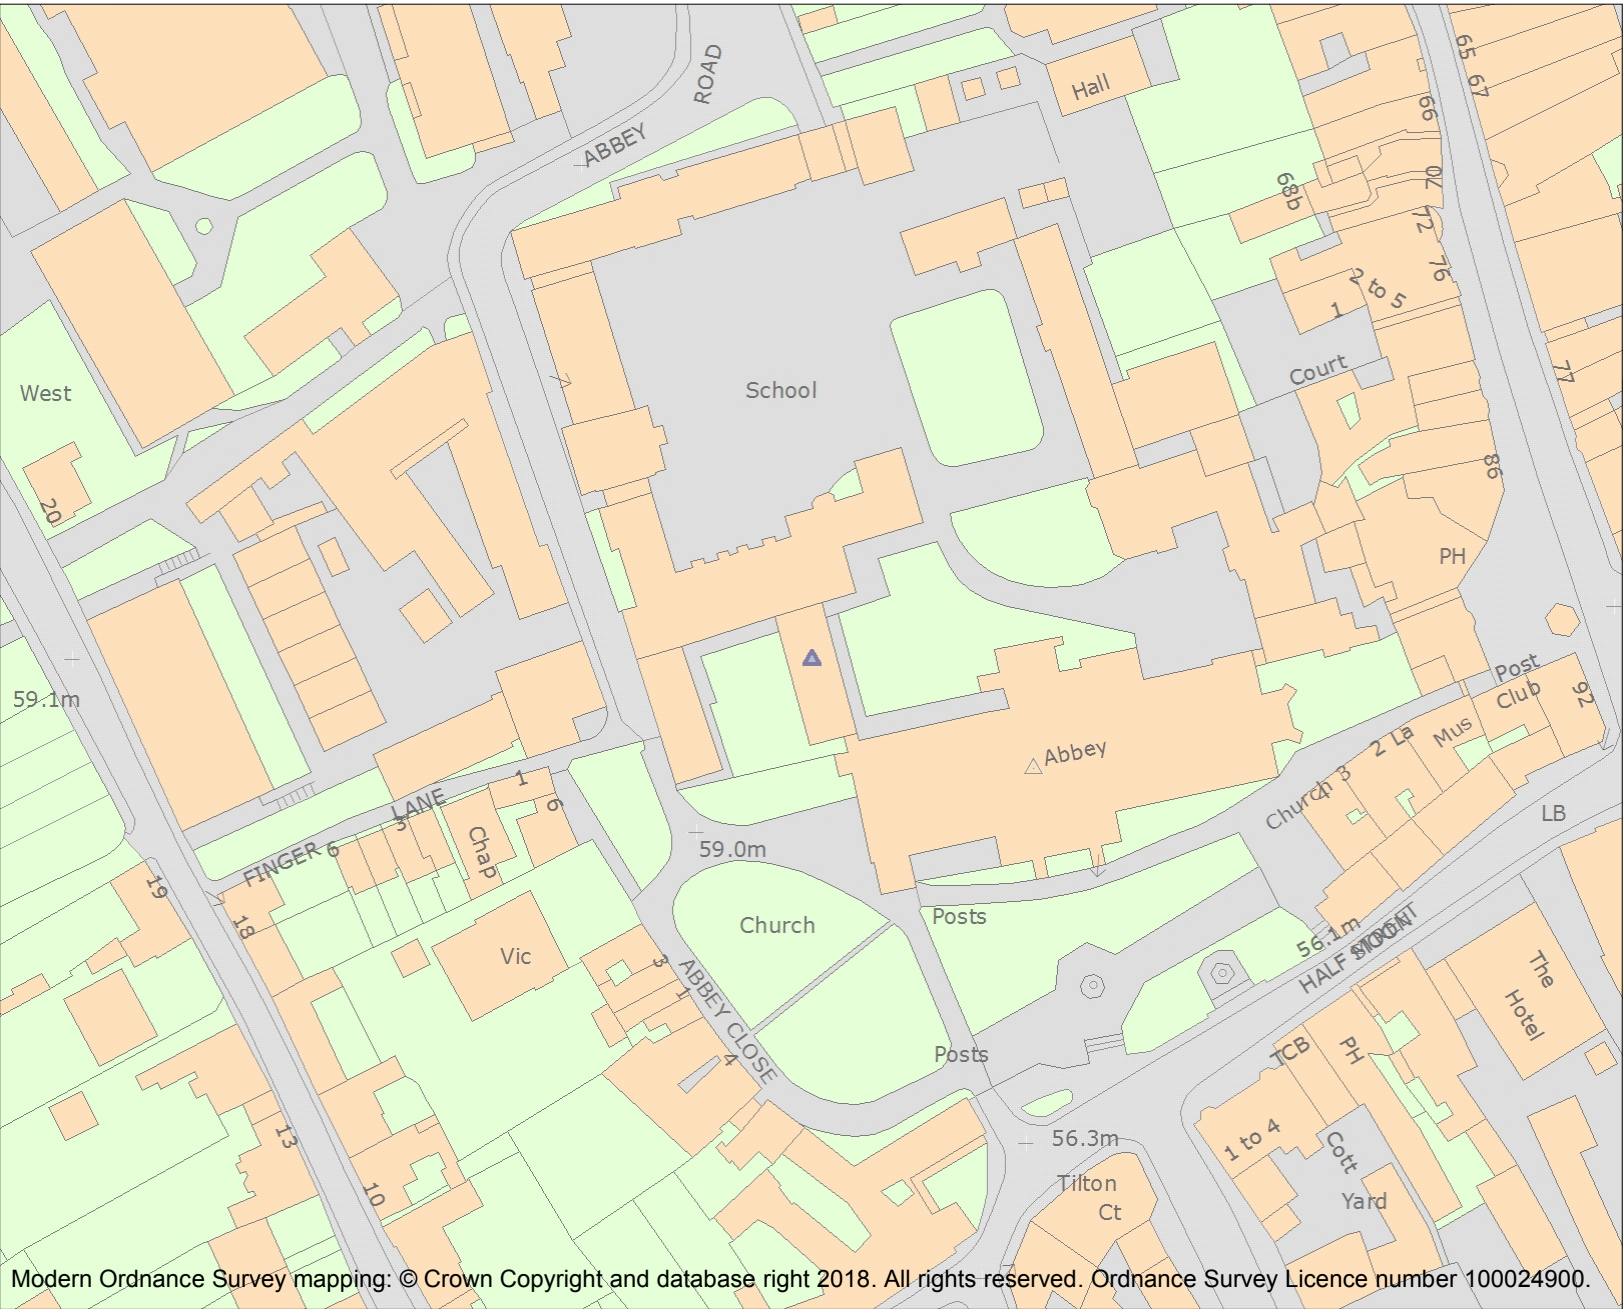 65
67
ROAD
ABBEY
Hall
66
68b
70
72
76
2 to 5
1
West
School
Court
77
86
20
PH
59.1m
Post
Club
92
Abbey
2 La
Mus
Church 3
4
LB
1
6
LANE
3
FINGER 6
Chap
59.0m
19
18
Church
Posts
Vic
3
1
ABBEY CLOSE
4
56.1m
HALF MOON
The
Hotel
Posts
TCB
PH
56.3m
1 to 4
Cott
Yard
13
10
Tilton
Ct
Modern Ordnance Survey mapping: © Crown Copyright and database right 2018. All rights reserved. Ordnance Survey Licence number 100024900.